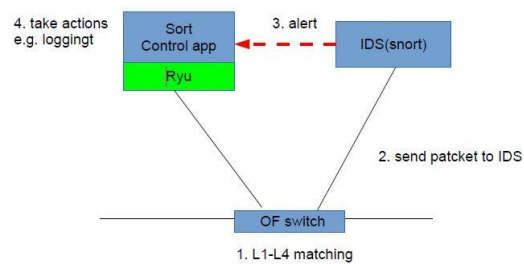 4. take actions
e.g. loggingt
Sort
Control app
Ryu
3. alert
IDS(snort)
2. send patcket to IDS
OF switch
1. L1-L4 matching